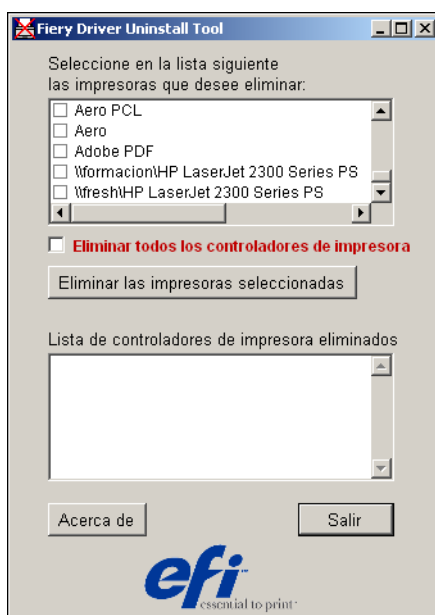 Fiery Driver Uninstall Tool
Seleccione en la lista siguiente
las impresoras que desee eliminar:
Aero PCL
Aero
Adobe PDF
\\formacion\HP LaserJet 2300 Series PS
\\fresh\HP LaserJet 2300 Series PS
Eliminar todos los controladores de impresora
Eliminar las impresoras seleccionadas
Lista de controladores de impresora eliminados
Acerca de
Salir
efi™
essential to print™